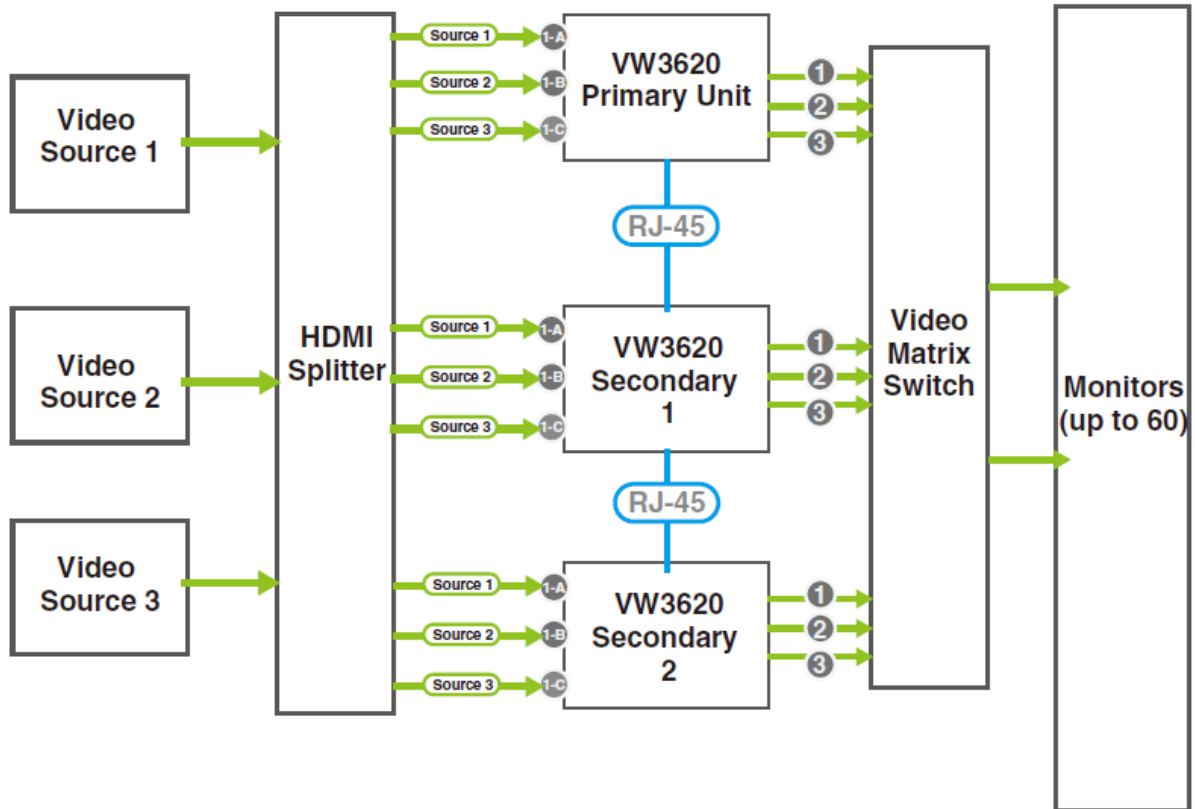 Video
Source 1
Video
Source 2
Video
Source 3
HDMI
Splitter
Source 1
1-A
Source 2
1-B
Source 3
1-C
VW3620
Primary Unit
1
2
3
RJ-45
Source 1
1-A
Source 2
1-B
Source 3
1-C
VW3620
Secondary
1
1
2
3
RJ-45
Source 1
1-A
Source 2
1-B
Source 3
1-C
VW3620
Secondary
2
1
2
3
Video
Matrix
Switch
Monitors
(up to 60)